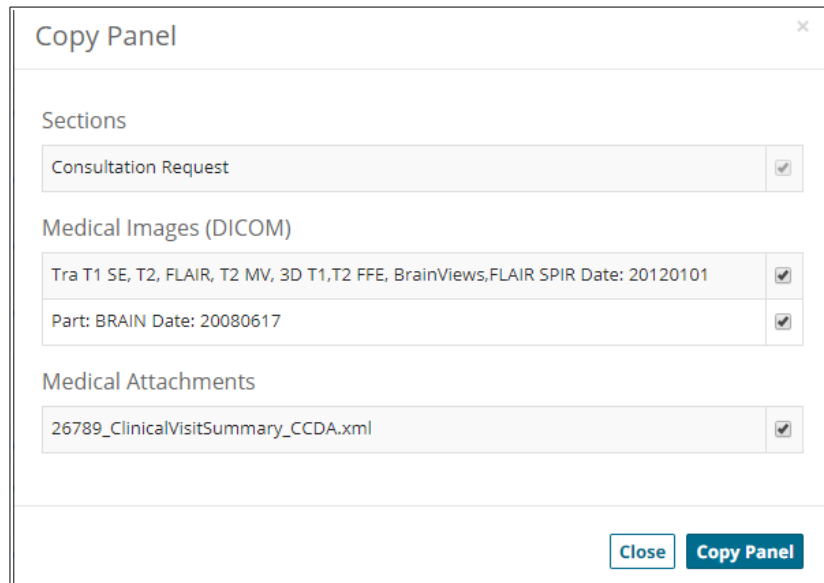 Copy Panel
×
Sections
Consultation Request
Medical Images (DICOM)
Tra T1 SE, T2, FLAIR, T2 MV, 3D T1,T2 FFE, BrainViews,FLAIR SPIR Date: 20120101
Part: BRAIN Date: 20080617
Medical Attachments
26789_ClinicalVisitSummary_CCDA.xml
Close Copy Panel